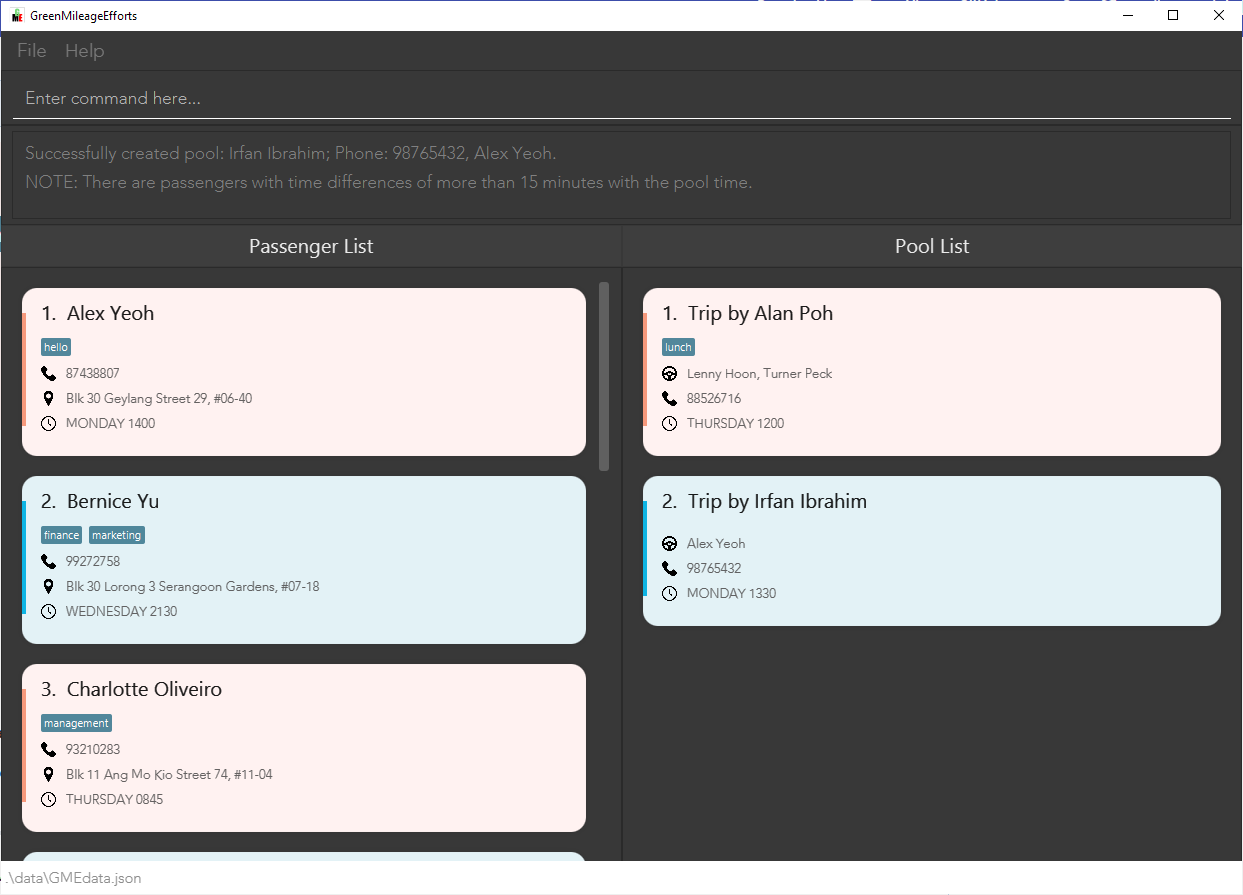 GreenMileageEfforts
File Help
Enter command here...
Successfully created pool: Irfan Ibrahim; Phone: 98765432, Alex Yeoh.
NOTE: There are passengers with time differences of more than 15 minutes with the pool time.
Passenger List
1. Alex Yeoh
hello
87438807
Blk 30 Geylang Street 29, #06-40
MONDAY 1400
2. Bernice Yu
finance marketing
99272758
Blk 30 Lorong 3 Serangoon Gardens, #07-18
WEDNESDAY 2130
3. Charlotte Oliveiro
management
93210283
Blk 11 Ang Mo Kio Street 74, #11-04
THURSDAY 0845
Pool List
1. Trip by Alan Poh
lunch
Lenny Hoon, Turner Peck
88526716
THURSDAY 1200
2. Trip by Irfan Ibrahim
Alex Yeoh
98765432
MONDAY 1330
.\data\GMEdata.json